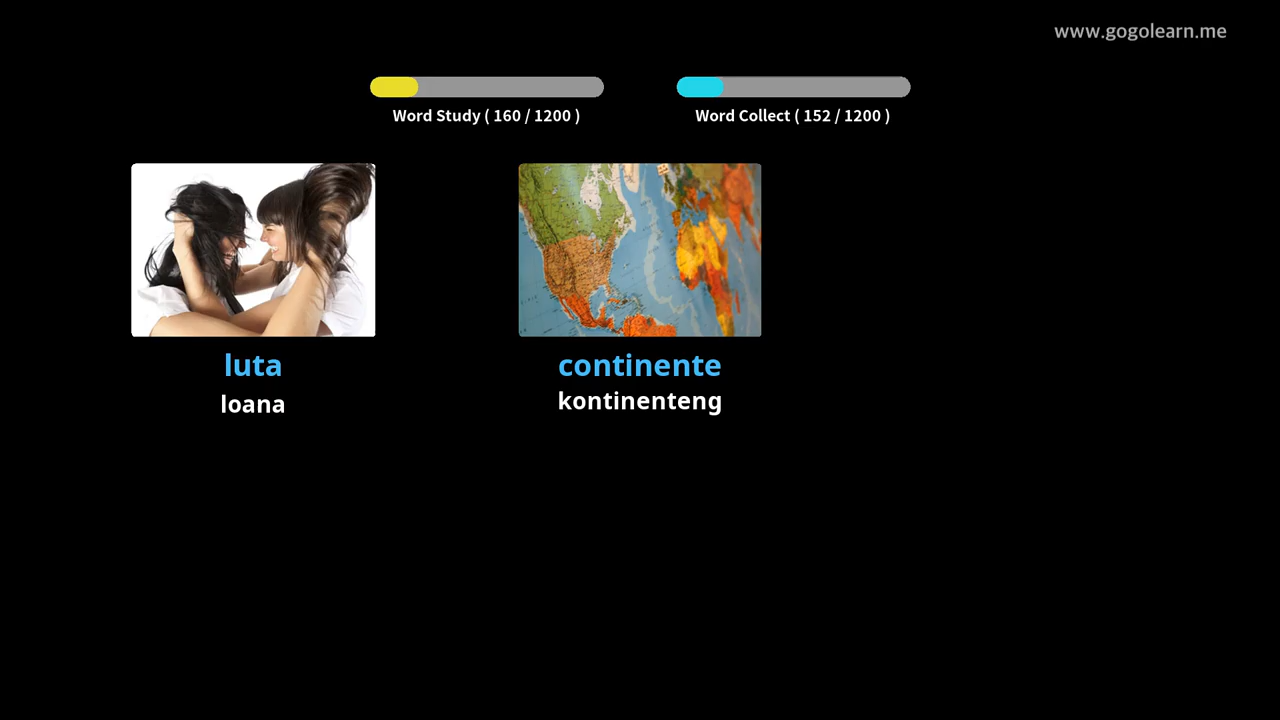 www.gogolearn.me
Word Study ( 160 / 1200 )
Word Collect ( 152 / 1200 )
luta
loana
continente
kontinenteng